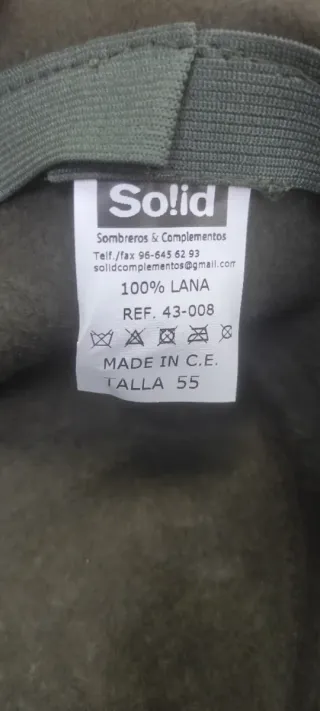 So!id
Sombreros & Complementos
Telf./fax 96-645 62 93
solidcomplementos@gmail.com
100% LANA
REF. 43-008
MADE IN C.E.
TALLA 55